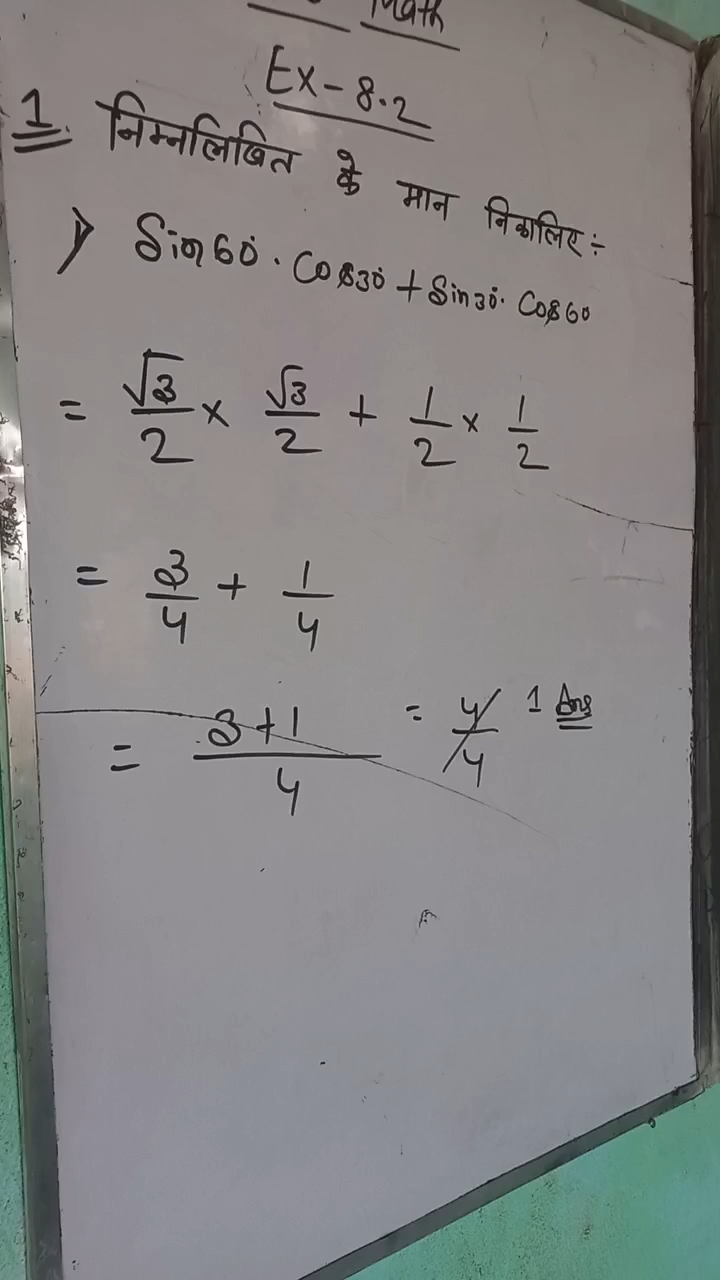 Math
Ex-8.2
1 निम्नलिखित के मान निकालिए:-
Sin60°. Cos30°+Sin30°. Cos60
= √3/2 × √3/2 + 1/2 × 1/2
= 3/4 + 1/4
= 3+1/4 = 4/4 1 Ans